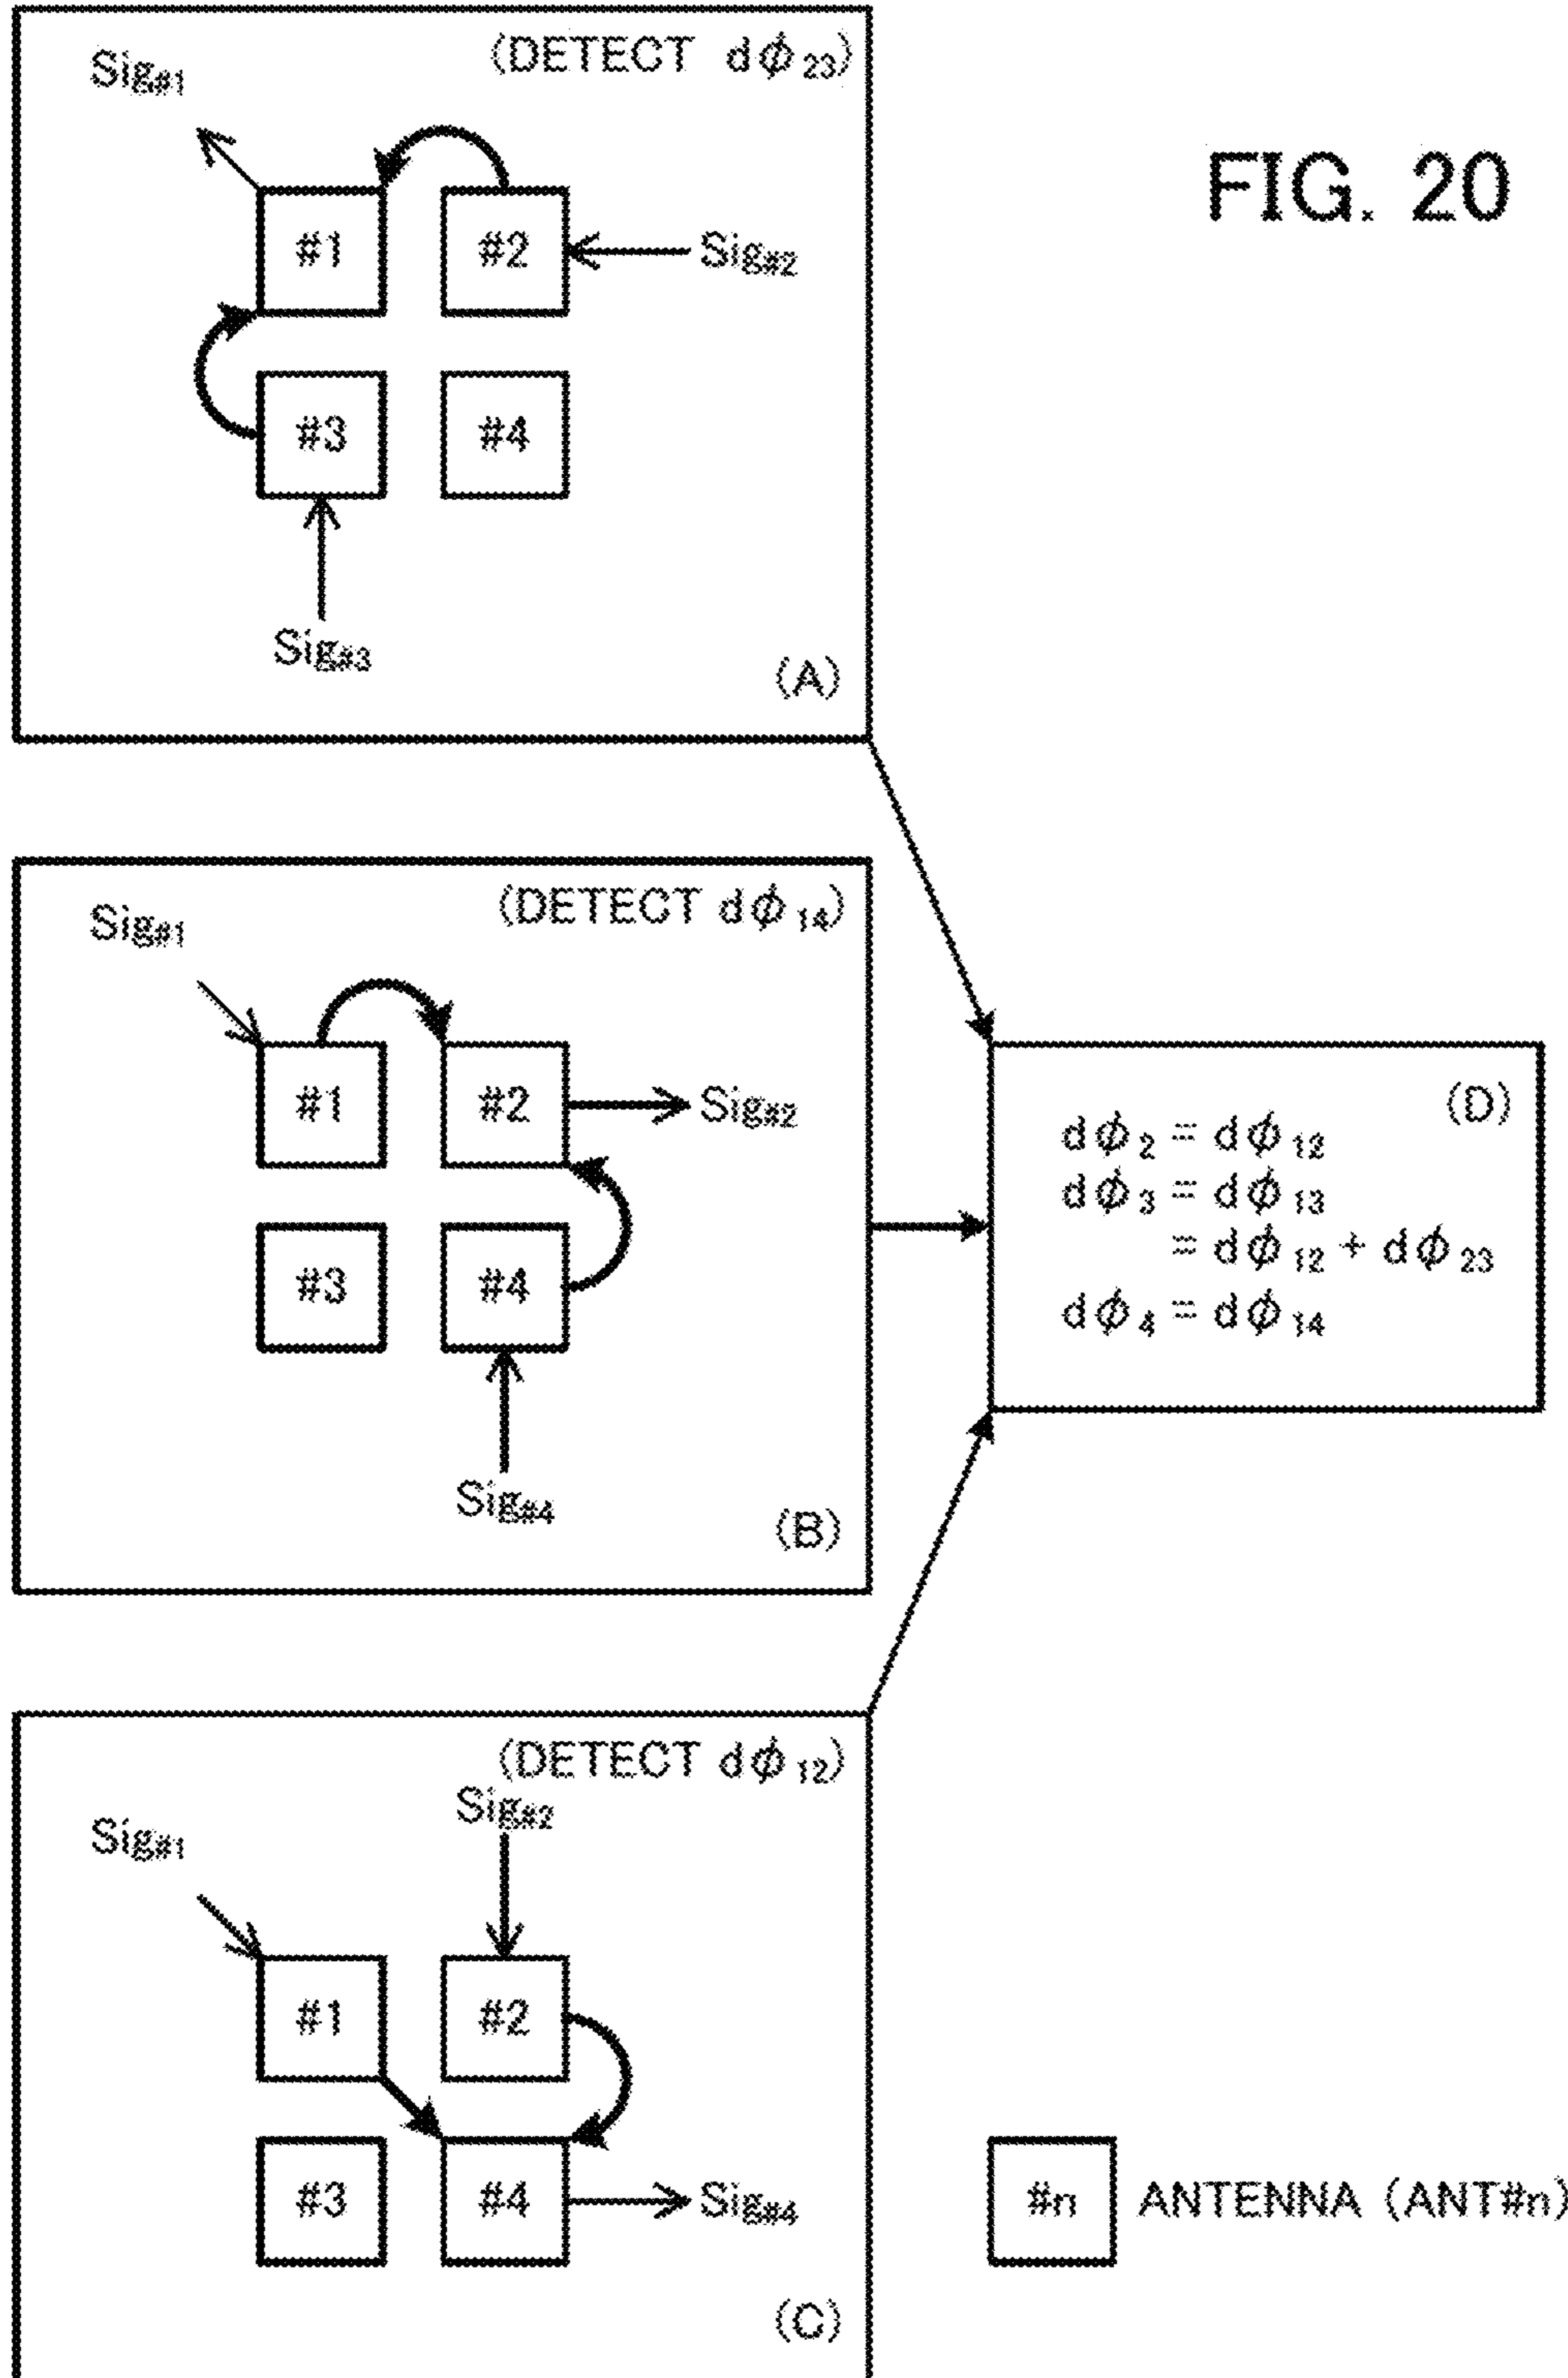 FIG. 20
(DETECT dϕ₂₃)
Sig#1
#1
#2
Sig#2
#3
#4
Sig#3
(A)
(DETECT dϕ₁₄)
Sig#1
#1
#2
Sig#2
#3
#4
Sig#4
(B)
(D)
dϕ₂ = dϕ₁₂
dϕ₃ = dϕ₁₃
= dϕ₁₂ + dϕ₂₃
dϕ₄ = dϕ₁₄
(DETECT dϕ₁₂)
Sig#2
Sig#1
#1
#2
#3
#4
Sig#4
(C)
#n
ANTENNA (ANT#n)